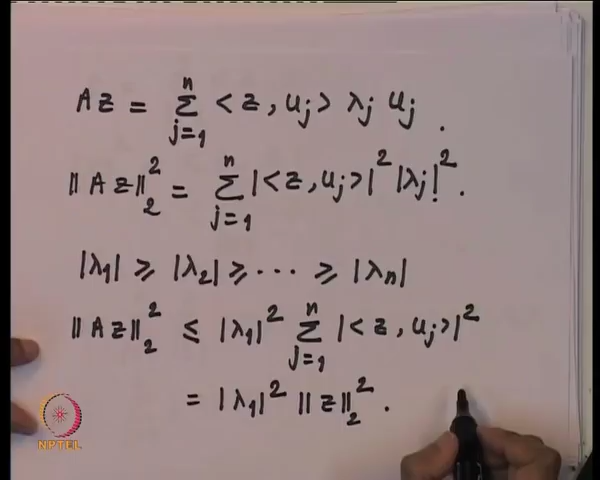 Az = Σ_{j=1}^{n} <z, u_j> λ_j u_j .
||Az||_2^2 = Σ_{j=1}^{n} |<z, u_j>|^2 |λ_j|^2 .
|λ_1| ≥ |λ_2| ≥ ··· ≥ |λ_n|
||Az||_2^2 ≤ |λ_1|^2 Σ_{j=1}^{n} |<z, u_j>|^2
= |λ_1|^2 ||z||_2^2 .
NPTEL